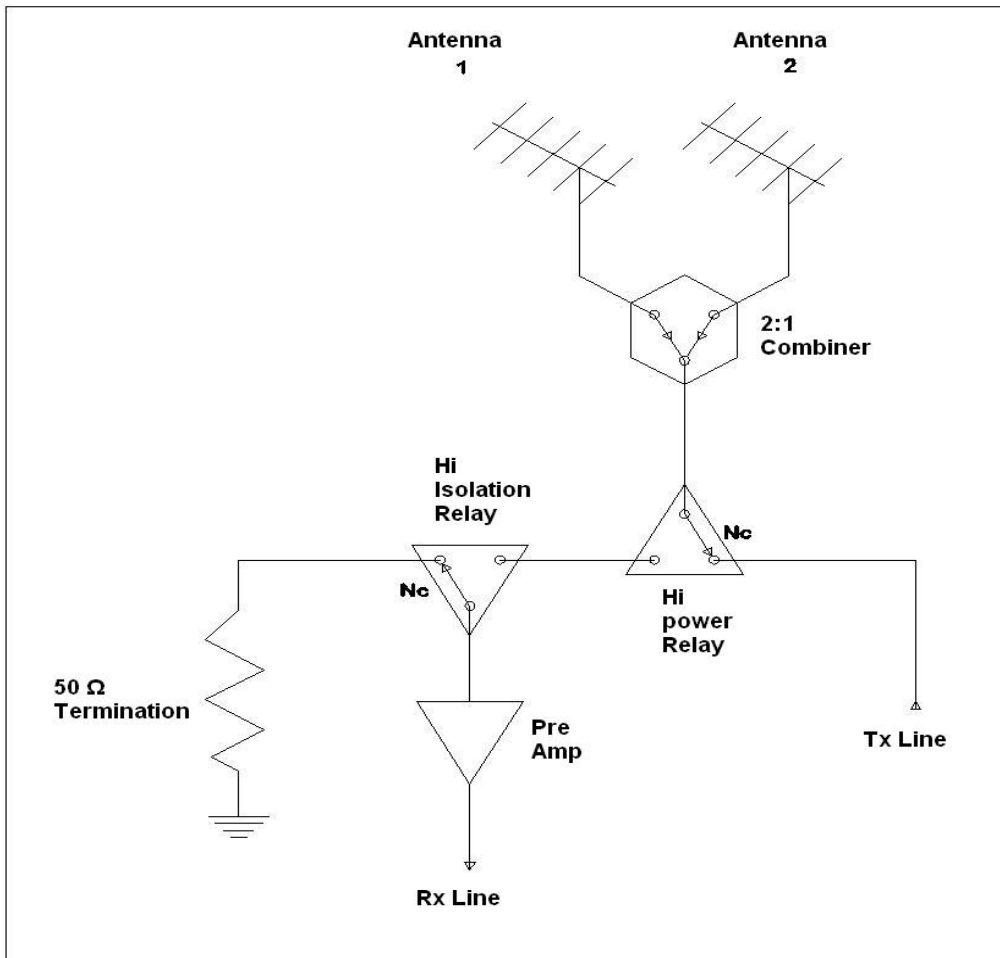 Antenna
1
Antenna
2
2:1
Combiner
Hi
Isolation
Relay
Nc
Nc
Hi
power
Relay
50 Ω
Termination
Pre
Amp
Tx Line
Rx Line